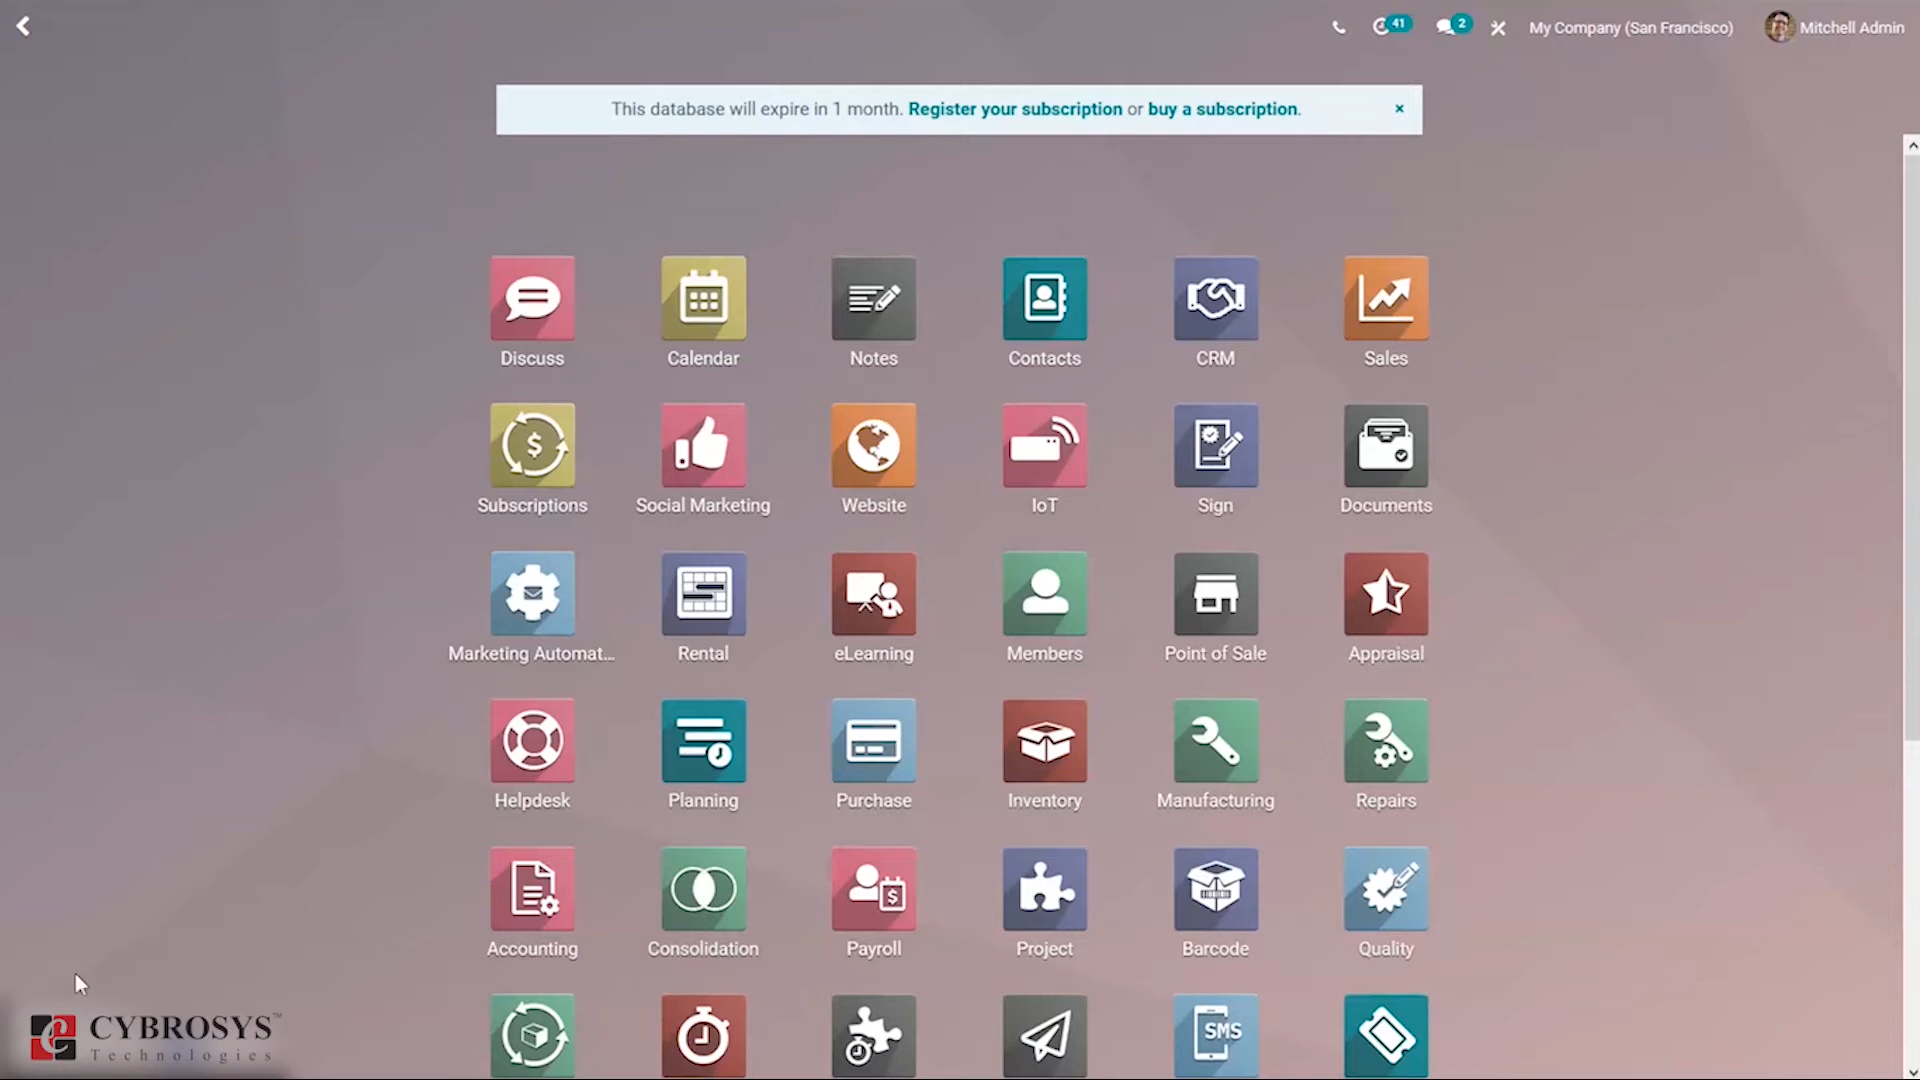 41
2
My Company (San Francisco)
Mitchell Admin
This database will expire in 1 month. Register your subscription or buy a subscription.
×
Discuss
Calendar
Notes
Contacts
CRM
Sales
Subscriptions
Social Marketing
Website
IoT
Sign
Documents
Marketing Automat...
Rental
eLearning
Members
Point of Sale
Appraisal
Helpdesk
Planning
Purchase
Inventory
Manufacturing
Repairs
Accounting
Consolidation
Payroll
Project
Barcode
Quality
SMS
CYBROSYS™
Technologies